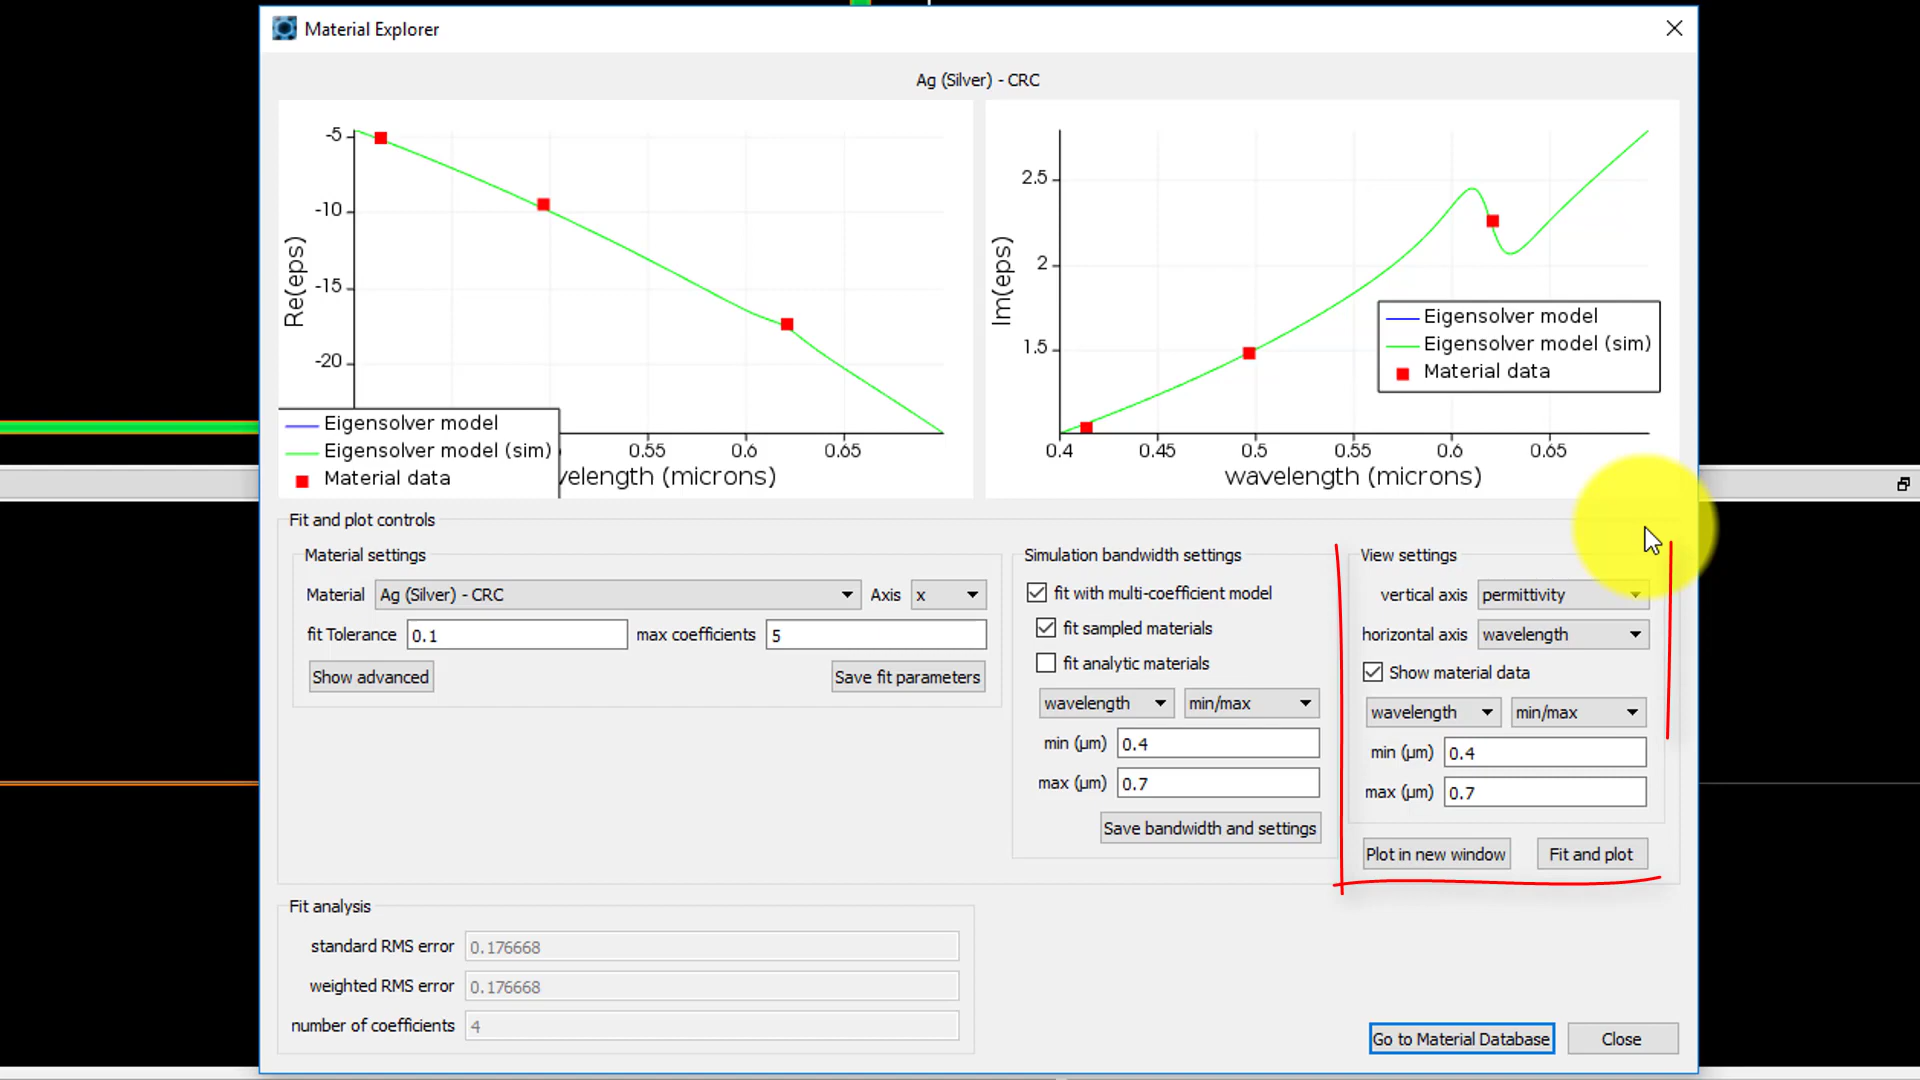 Material Explorer
Ag (Silver) - CRC
-5
-10
-15
-20
Re(eps)
0.55
0.6
0.65
velength (microns)
Eigensolver model
Eigensolver model (sim)
Material data
2.5
2
1.5
Im(eps)
0.4 0.45 0.5 0.55 0.6 0.65
wavelength (microns)
Eigensolver model
Eigensolver model (sim)
Material data
Fit and plot controls
Material settings
Material Ag (Silver) - CRC Axis x
fit Tolerance 0.1 max coefficients 5
Show advanced Save fit parameters
Simulation bandwidth settings
fit with multi-coefficient model
fit sampled materials
fit analytic materials
wavelength min/max
min (µm) 0.4
max (µm) 0.7
Save bandwidth and settings
View settings
vertical axis permittivity
horizontal axis wavelength
Show material data
wavelength min/max
min (µm) 0.4
max (µm) 0.7
Plot in new window Fit and plot
Fit analysis
standard RMS error 0.176668
weighted RMS error 0.176668
number of coefficients 4
Go to Material Database Close